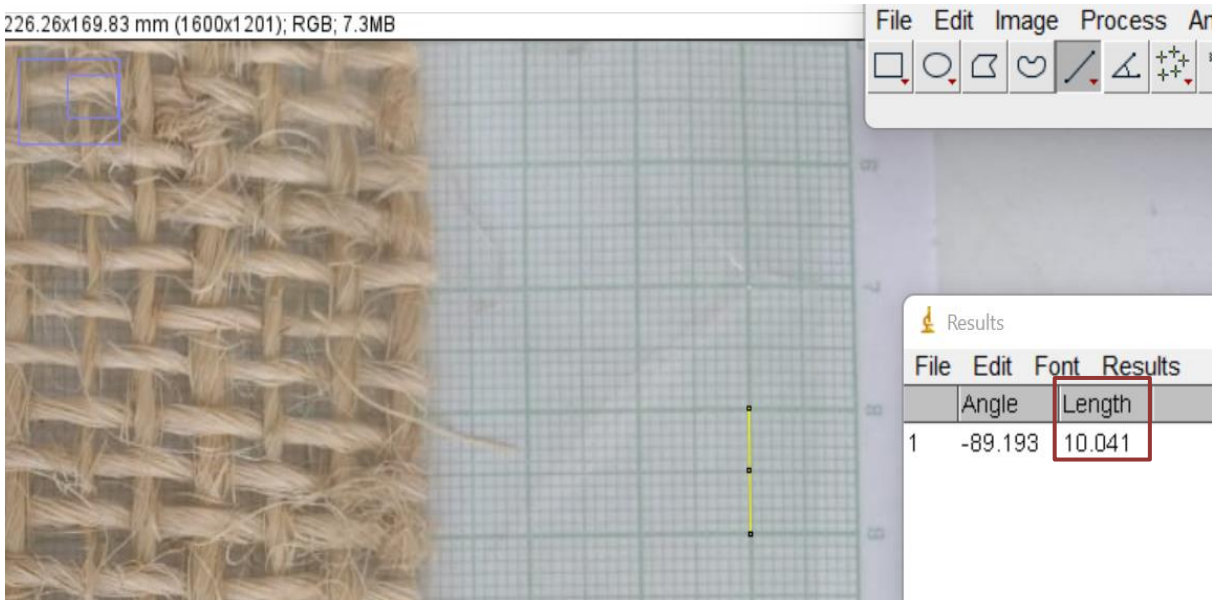 226.26x169.83 mm (1600x1201); RGB; 7.3MB
File Edit Image Process
Results
File Edit Font Results
Angle Length
1 -89.193 10.041